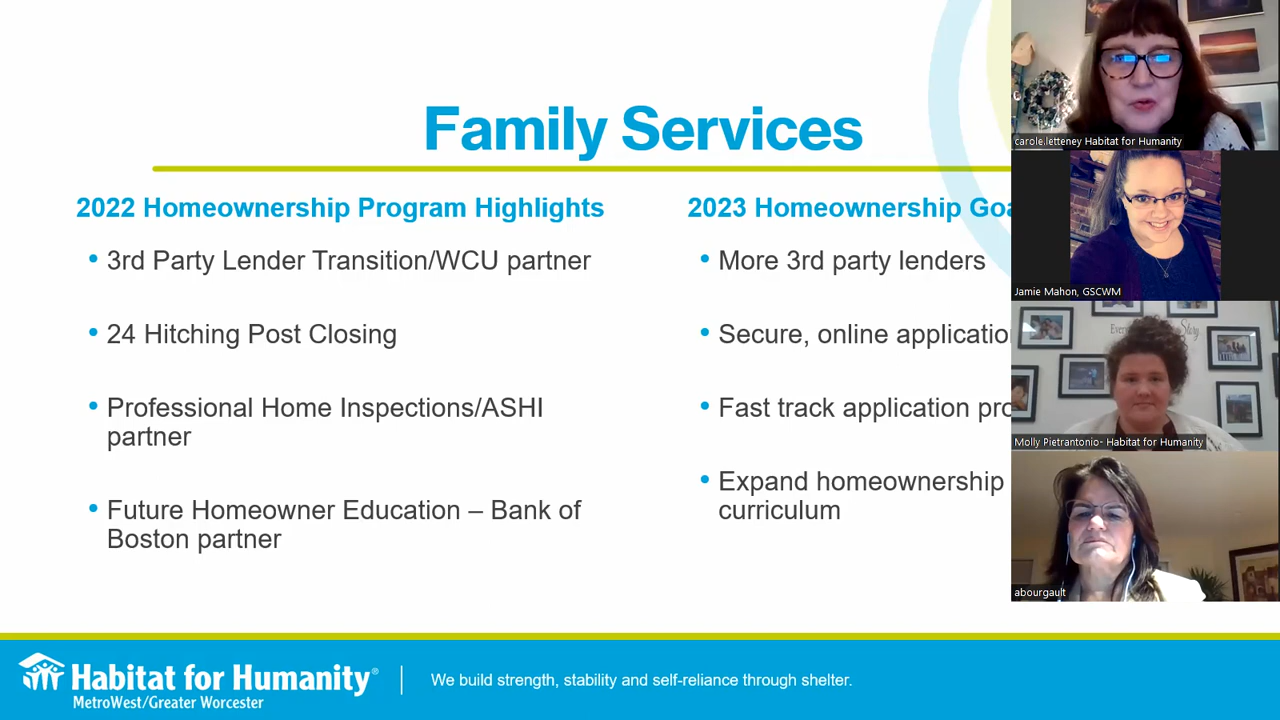 Family Services
2022 Homeownership Program Highlights
• 3rd Party Lender Transition/WCU partner
• 24 Hitching Post Closing
• Professional Home Inspections/ASHI
partner
• Future Homeowner Education – Bank of
Boston partner
2023 Homeownership
• More 3rd party lenders
• Secure, online
• Fast track application
• Expand homeownership
curriculum
carole.letteney Habitat for Humanity
Jamie Mahon, GSCWM
Molly Pietrantonio- Habitat for Humanity
abourgault
Habitat for Humanity®
MetroWest/Greater Worcester
We build strength, stability and self-reliance through shelter.